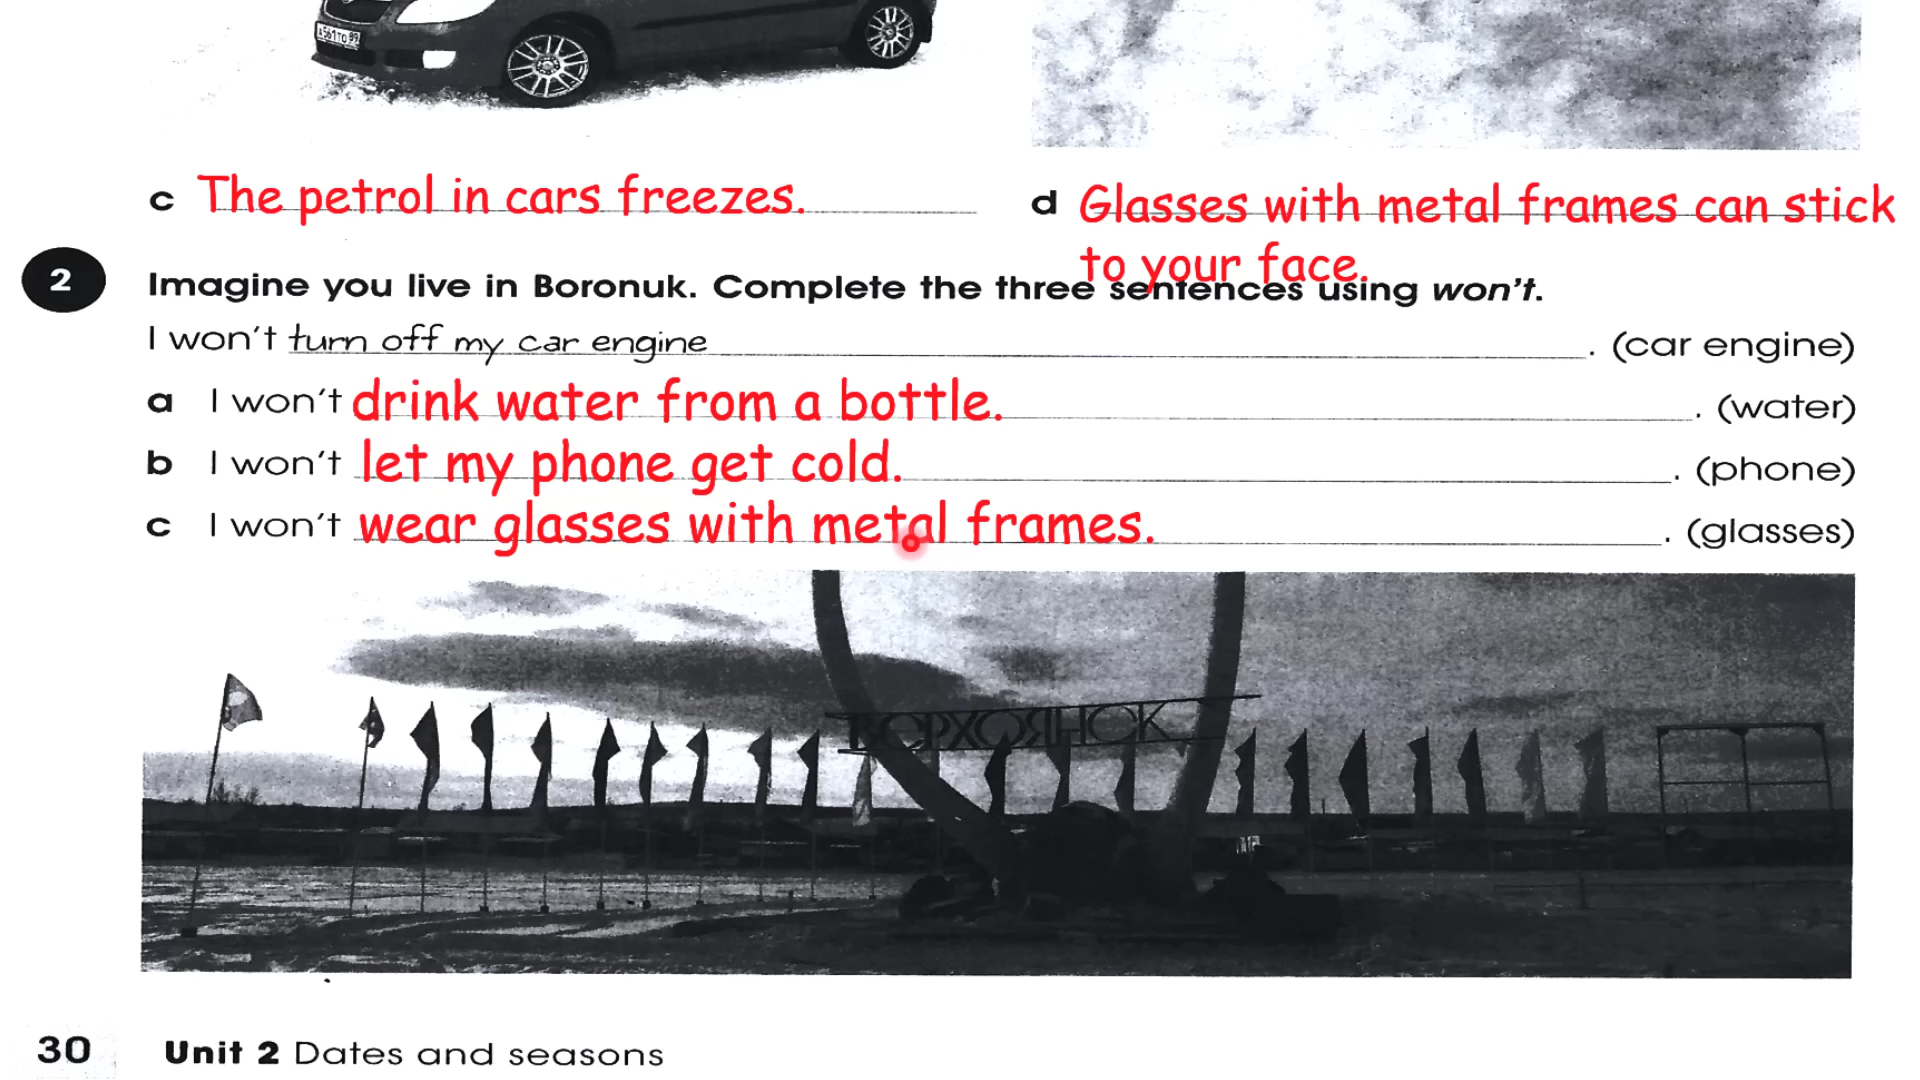 c The petrol in cars freezes.
d Glasses with metal frames can stick
to your face.
2 Imagine you live in Boronuk. Complete the three sentences using won't.
I won't turn off my car engine . (car engine)
a I won't drink water from a bottle. . (water)
b I won't let my phone get cold. . (phone)
c I won't wear glasses with metal frames. . (glasses)
ВЕРХОЯНСК
30 Unit 2 Dates and seasons